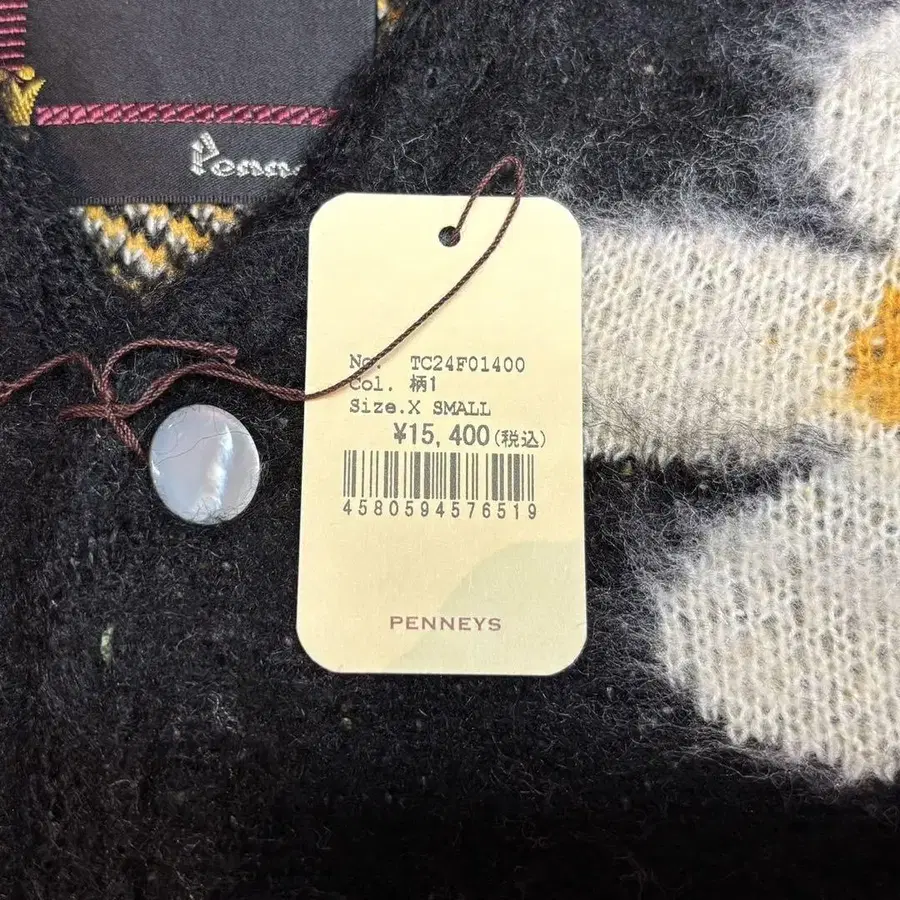 No. TC24F01400
Col. 柄1
Size.X SMALL
¥15,400(税込)
4580594576519
PENNEYS